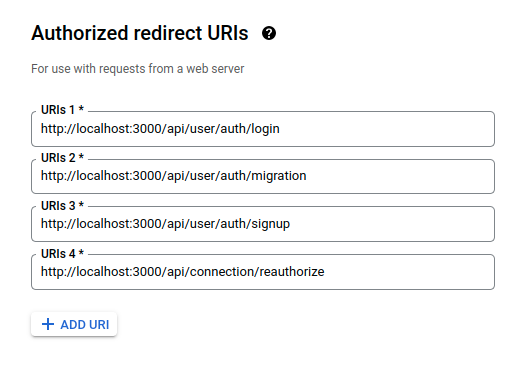 Authorized redirect URIs
For use with requests from a web server
URIs 1 *
http://localhost:3000/api/user/auth/login
URIs 2 *
http://localhost:3000/api/user/auth/migration
URIs 3 *
http://localhost:3000/api/user/auth/signup
URIs 4 *
http://localhost:3000/api/connection/reauthorize
+ ADD URI